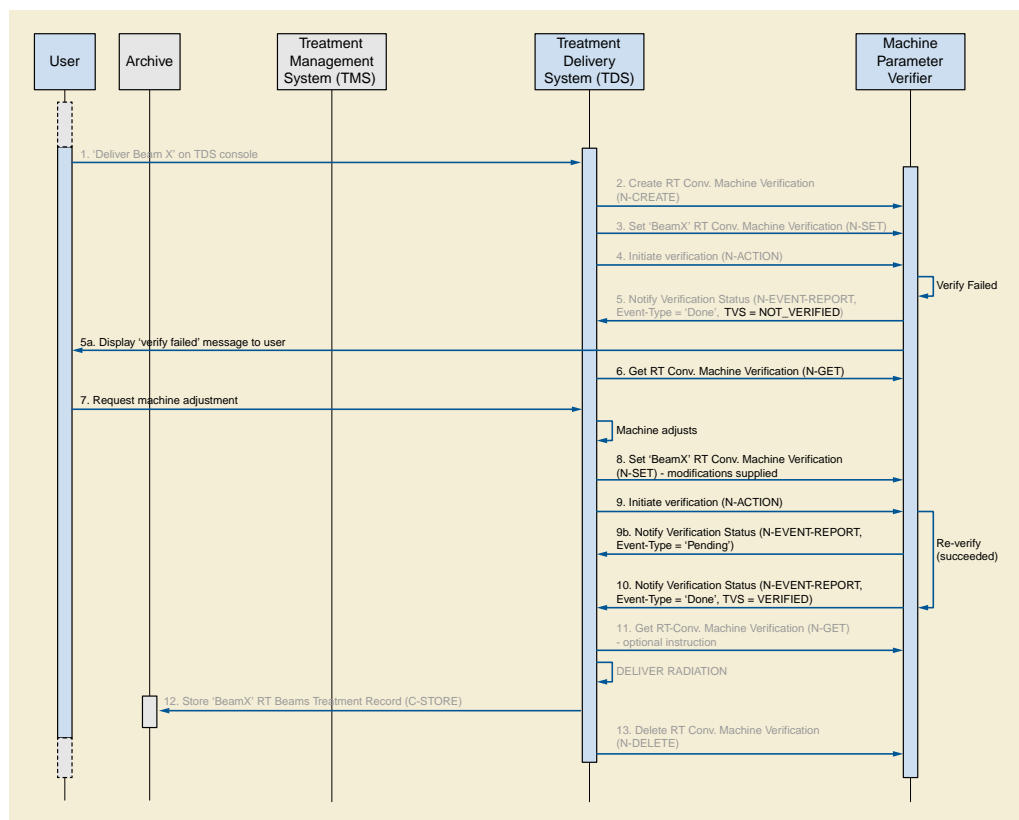 User
Archive
Treatment
Management
System (TMS)
Treatment
Delivery
System (TDS)
Machine
Parameter
Verifier
1. ‘Deliver Beam X’ on TDS console
2. Create RT Conv. Machine Verification
(N-CREATE)
3. Set ‘BeamX’ RT Conv. Machine Verification (N-SET)
4. Initiate verification (N-ACTION)
Verify Failed
5. Notify Verification Status (N-EVENT-REPORT,
Event-Type = ‘Done’, TVS = NOT_VERIFIED)
5a. Display ‘verify failed’ message to user
6. Get RT Conv. Machine Verification (N-GET)
7. Request machine adjustment
Machine adjusts
8. Set ‘BeamX’ RT Conv. Machine Verification
(N-SET) - modifications supplied
9. Initiate verification (N-ACTION)
9b. Notify Verification Status (N-EVENT-REPORT,
Event-Type = ‘Pending’)
Re-verify
(succeeded)
10. Notify Verification Status (N-EVENT-REPORT,
Event-Type = ‘Done’, TVS = VERIFIED)
11. Get RT-Conv. Machine Verification (N-GET)
- optional instruction
DELIVER RADIATION
12. Store ‘BeamX’ RT Beams Treatment Record (C-STORE)
13. Delete RT Conv. Machine Verification
(N-DELETE)